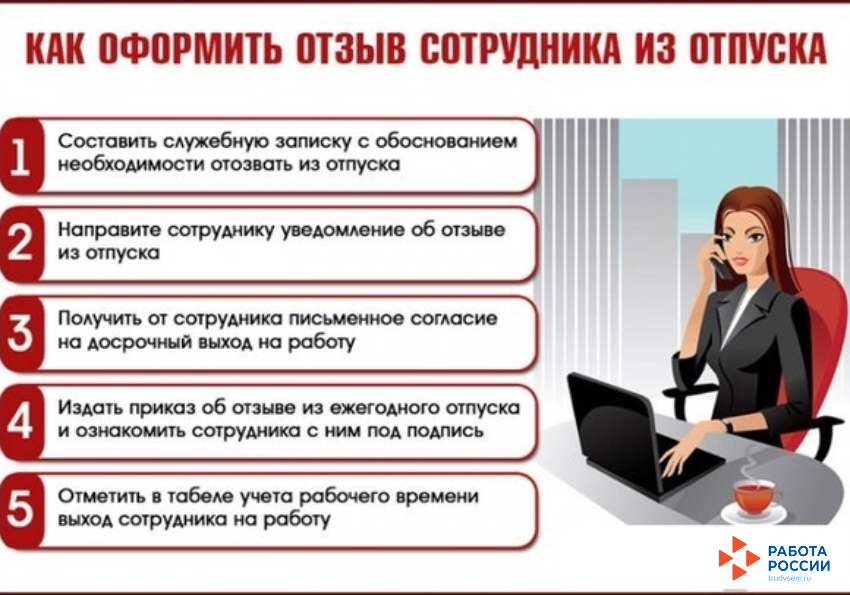 КАК ОФОРМИТЬ ОТЗЫВ СОТРУДНИКА ИЗ ОТПУСКА
1
Составить служебную записку с обоснованием
необходимости отозвать из отпуска
2
Направите сотруднику уведомление об отзыве
из отпуска
3
Получить от сотрудника письменное согласие
на досрочный выход на работу
4
Издать приказ об отзыве из ежегодного отпуска
и ознакомить сотрудника с ним под подпись
5
Отметить в табеле учета рабочего времени
выход сотрудника на работу
РАБОТА
РОССИИ
trudvsem.ru